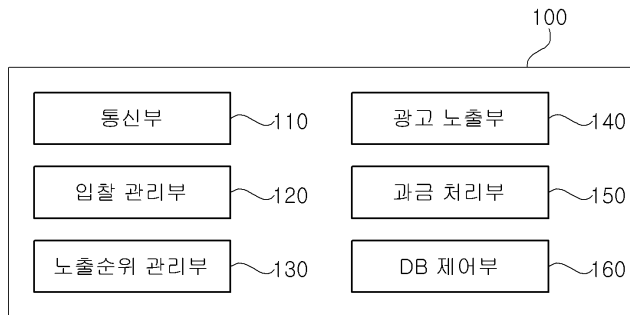 100
통신부 110
광고 노출부 140
입찰 관리부 120
과금 처리부 150
노출순위 관리부 130
DB 제어부 160